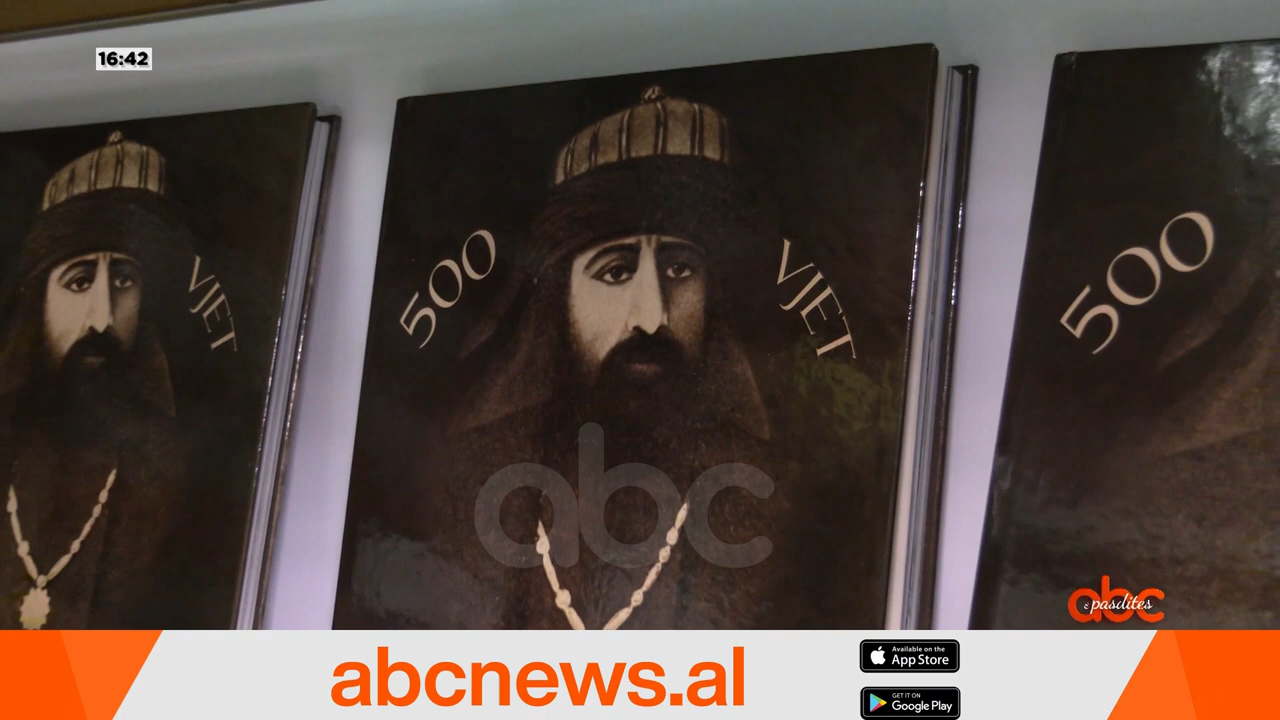 16:42
VJET
500
VJET
500
abc
abc
e pasdites
abcnews.al
Available on the
App Store
GET IT ON
Google Play